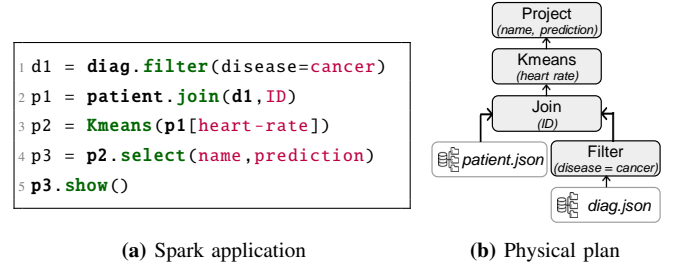 1 d1 = diag.filter(disease=cancer)
2 p1 = patient.join(d1,ID)
3 p2 = Kmeans(p1[heart-rate])
4 p3 = p2.select(name,prediction)
5 p3.show()
(a) Spark application
Project
(name, prediction)
Kmeans
(heart rate)
Join
(ID)
patient.json
Filter
(disease = cancer)
diag.json
(b) Physical plan